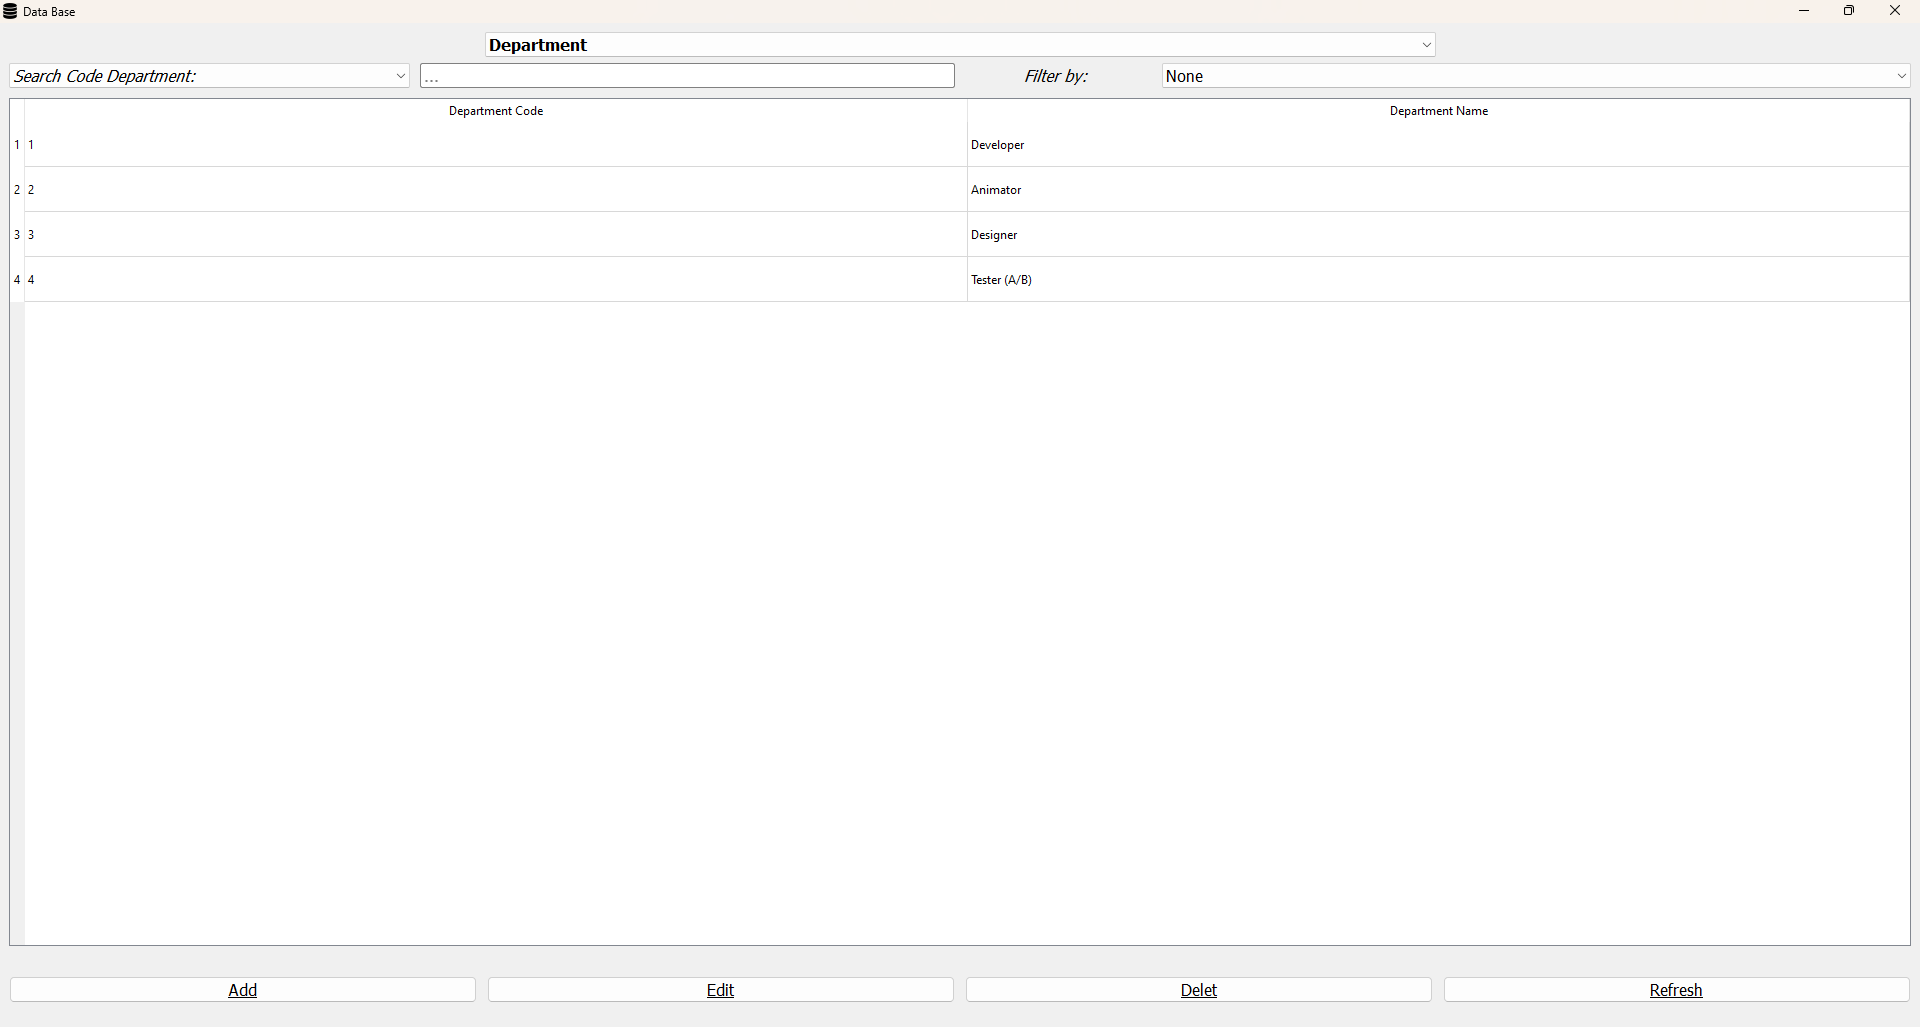 Data Base
Department
Search Code Department: ... Filter by: None
Department Code Department Name
1 1 Developer
2 2 Animator
3 3 Designer
4 4 Tester (A/B)
Add Edit Delet Refresh